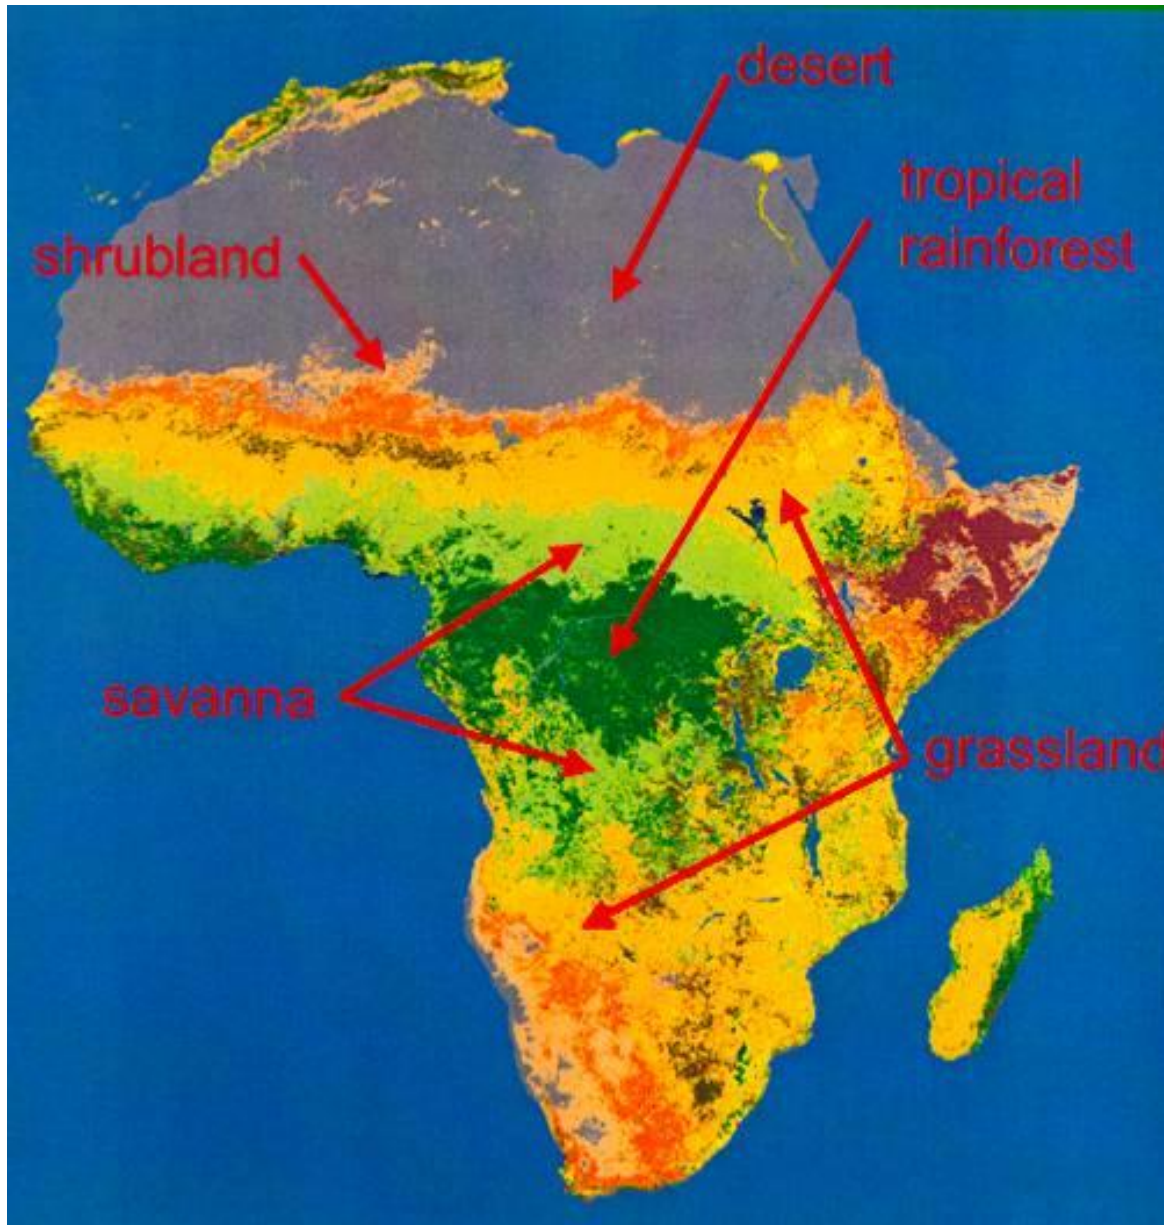 desert
tropical
rainforest
shrubland
savanna
grassland